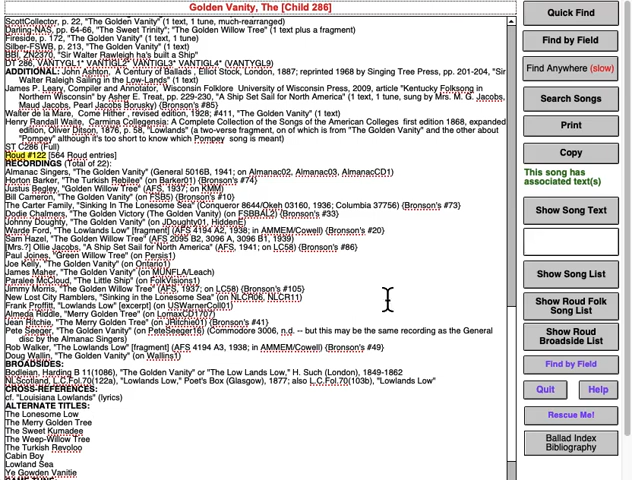 Golden Vanity, The [Child 286]
ScottCollector, p. 22, "The Golden Vanity" (1 text, 1 tune, much-rearranged)
Darling-NAS, pp. 64-66, "The Sweet Trinity"; "The Golden Willow Tree" (1 text plus a fragment)
Fireside, p. 172, "The Golden Vanity" (1 text, 1 tune)
Silber-FSWB, p. 213, "The Golden Vanity" (1 text)
BBI, ZN2370, "Sir Walter Rawleigh ha's built a Ship"
DT 286, VANTYGL1* VANTIGL2* VANTIGL3* VANTIGL4* (VANTYGL9)
ADDITIONAL: John Ashton, A Century of Ballads, Elliot Stock, London, 1887; reprinted 1968 by Singing Tree Press, pp. 201-204, "Sir
Walter Raleigh Sailing in the Low-Lands" (1 text)
James P. Leary, Compiler and Annotator, Wisconsin Folklore University of Wisconsin Press, 2009, article "Kentucky Folksong in
Northern Wisconsin" by Asher E. Treat, pp. 229-230, "A Ship Set Sail for North America" (1 text, 1 tune, sung by Mrs. M. G. Jacobs,
Maud Jacobs, Pearl Jacobs Borusky) {Bronson's #85}
Walter de la Mare, Come Hither, revised edition, 1928; #411, "The Golden Vanity" (1 text)
Henry Randall Waite, Carmina Collegensia: A Complete Collection of the Songs of the American Colleges first edition 1868, expanded
edition, Oliver Ditson, 1876, p. 58, "Lowlands" (a two-verse fragment, on of which is from "The Golden Vanity" and the other about
"Pompey" although it's too short to know which Pompey song is meant)
ST C286 (Full)
Roud #122 [564 Roud entries]
RECORDINGS (Total of 22):
Almanac Singers, "The Golden Vanity" (General 5016B, 1941; on Almanac02, Almanac03, AlmanacCD1)
Horton Barker, "The Turkish Rebilee" (on Barker01) {Bronson's #74}
Justus Begley, "Golden Willow Tree" (AFS, 1937; on KMM)
Bill Cameron, "The Golden Vanity" (on FSB5) {Bronson's #10}
The Carter Family, "Sinking In The Lonesome Sea" (Conqueror 8644/Okeh 03160, 1936; Columbia 37756) {Bronson's #73}
Dodie Chalmers, "The Golden Victory (The Golden Vanity) (on FSBBAL2) {Bronson's #33}
Johnny Doughty, "The Golden Vanity" (on JDoughty01, HiddenE)
Warde Ford, "The Lowlands Low" [fragment] (AFS 4194 A2, 1938; in AMMEM/Cowell) {Bronson's #20}
Sam Hazel, "The Golden Willow Tree" (AFS 2095 B2, 3096 A, 3096 B1, 1939)
[Mrs.?] Ollie Jacobs, "A Ship Set Sail for North America" (AFS, 1941; on LC58) {Bronson's #86}
Paul Joines, "Green Willow Tree" (on Persis1)
Joe Kelly, "The Golden Vanity" (on Ontario1)
James Maher, "The Golden Vanity" (on MUNFLA/Leach)
Paralee McCloud, "The Little Ship" (on FolkVisions1)
Jimmy Morris, "The Golden Willow Tree" (AFS, 1937; on LC58) {Bronson's #105}
New Lost City Ramblers, "Sinking in the Lonesome Sea" (on NLCR06, NLCR11)
Frank Proffitt, "Lowlands Low" [excerpt] (on USWarnerColl01)
Almeda Riddle, "Merry Golden Tree" (on LomaxCD1707)
Jean Ritchie, "The Merry Golden Tree" (on JRitchie01) {Bronson's #41}
Pete Seeger, "The Golden Vanity" (on PeteSeeger16) (Commodore 3006, n.d. -- but this may be the same recording as the General
disc by the Almanac Singers)
Rob Walker, "The Lowlands Low" [fragment] (AFS 4194 A3, 1938; in AMMEM/Cowell) {Bronson's #49}
Doug Wallin, "The Golden Vanity" (on Wallins1)
BROADSIDES:
Bodleian, Harding B 11(1086), "The Golden Vanity" or "The Low Lands Low", H. Such (London), 1849-1862
NLScotland, L.C.Fol.70(122a), "Lowlands Low," Poet's Box (Glasgow), 1877; also L.C.Fol.70(103b), "Lowlands Low"
CROSS-REFERENCES:
cf. "Louisiana Lowlands" (lyrics)
ALTERNATE TITLES:
The Lonesome Low
The Merry Golden Tree
The Sweet Kumadee
The Weep-Willow Tree
The Turkish Revoloo
Cabin Boy
Lowland Sea
Ye Gowden Vanitie
Quick Find
Find by Field
Find Anywhere (slow)
Search Songs
Print
Copy
This song has
associated text(s)
Show Song Text
Show Song List
Show Roud Folk
Song List
Show Roud
Broadside List
Find by Field
Quit
Help
Rescue Me!
Ballad Index
Bibliography